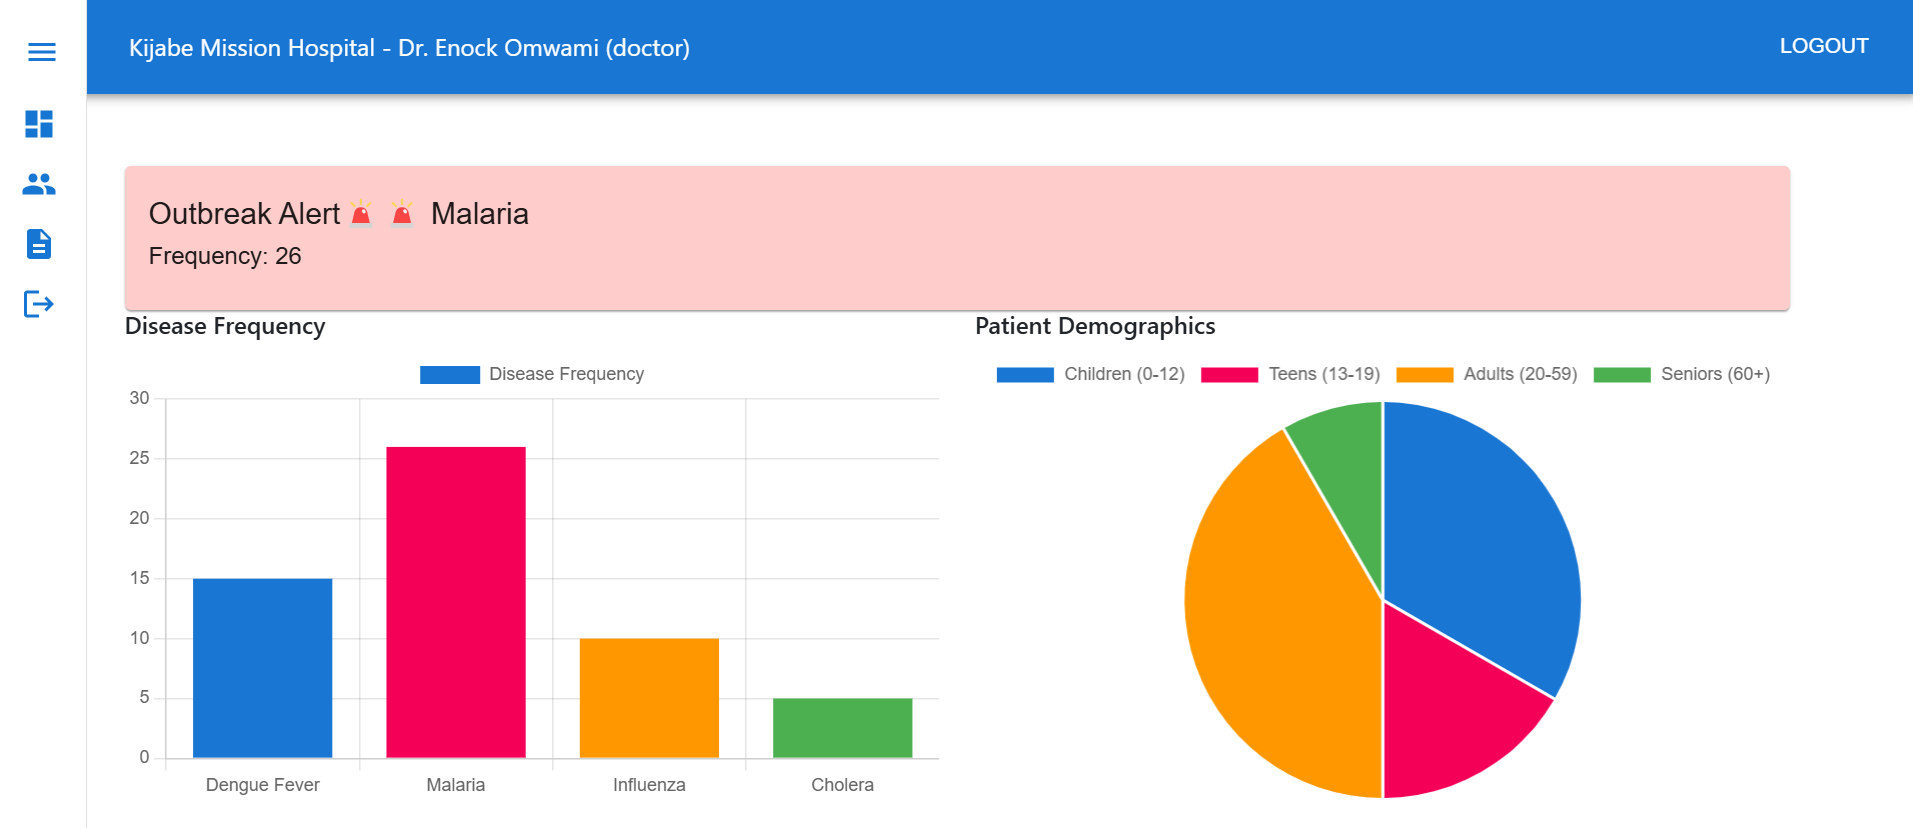 Kijabe Mission Hospital - Dr. Enock Omwami (doctor)
LOGOUT
Outbreak Alert🚨 🚨 Malaria
Frequency: 26
Disease Frequency
Disease Frequency
30
25
20
15
10
5
0
Dengue Fever
Malaria
Influenza
Cholera
Patient Demographics
Children (0-12)
Teens (13-19)
Adults (20-59)
Seniors (60+)